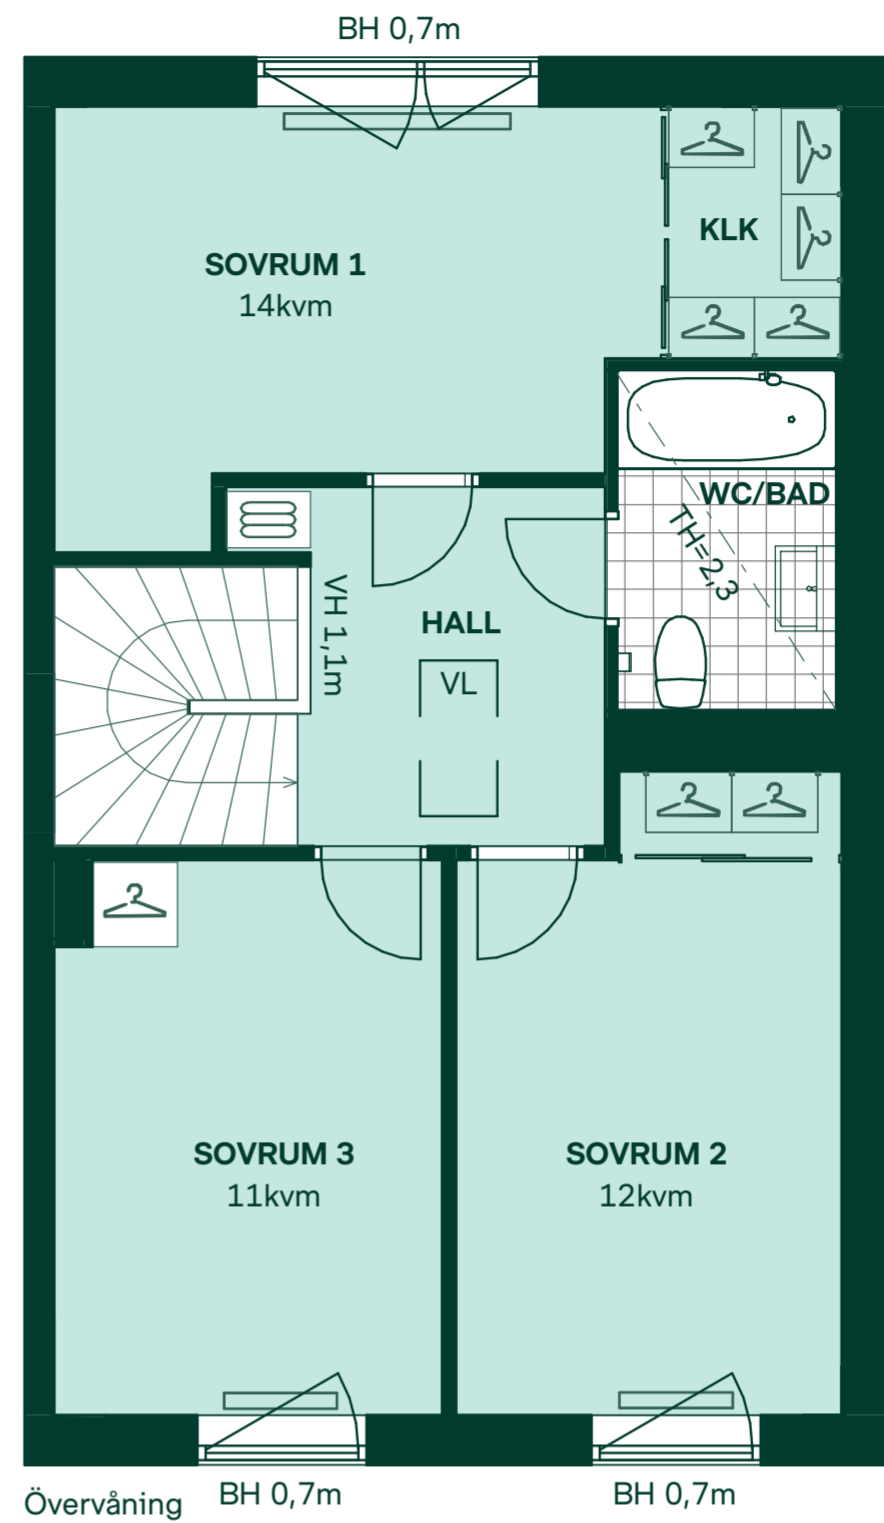 BH 0,7m
SOVRUM 1
14kvm
KLK
WC/BAD
TH=2,3
VH 1,1m
HALL
VL
SOVRUM 3
11kvm
SOVRUM 2
12kvm
Övervåning
BH 0,7m
BH 0,7m